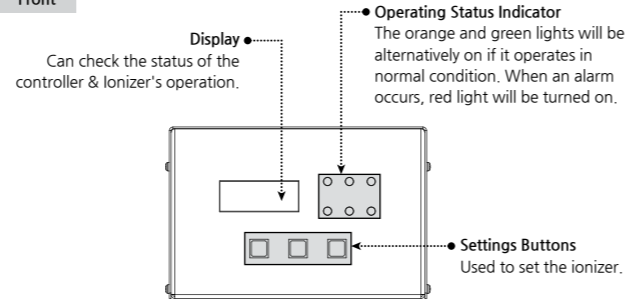 Front
Display
Can check the status of the
controller & Ionizer's operation.
Operating Status Indicator
The orange and green lights will be
alternatively on if it operates in
normal condition. When an alarm
occurs, red light will be turned on.
Settings Buttons
Used to set the ionizer.